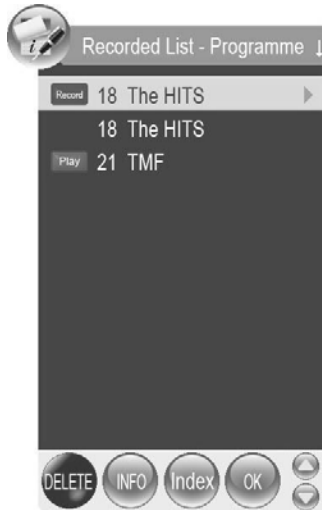 Recorded List - Programme ↓
Record 18 The HITS
18 The HITS
Play 21 TMF
DELETE INFO Index OK